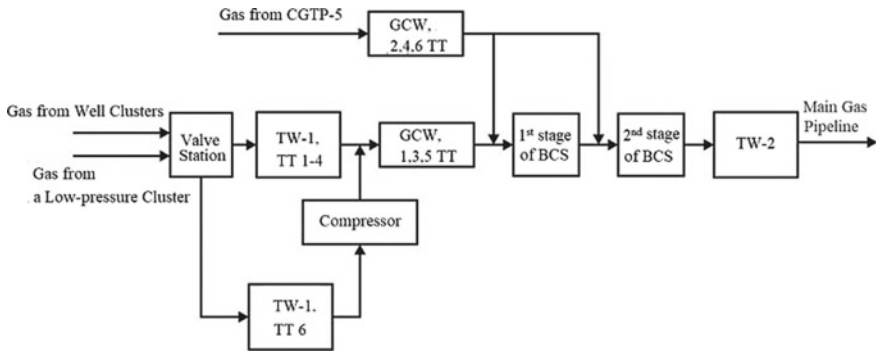 Gas from CGTP-5
GCW,
2,4,6 TT
Gas from Well Clusters
Valve
Station
TW-1,
TT 1-4
GCW,
1,3,5 TT
1st stage
of BCS
2nd stage
of BCS
TW-2
Main Gas
Pipeline
Gas from
a Low-pressure Cluster
Compressor
TW-1,
TT 6